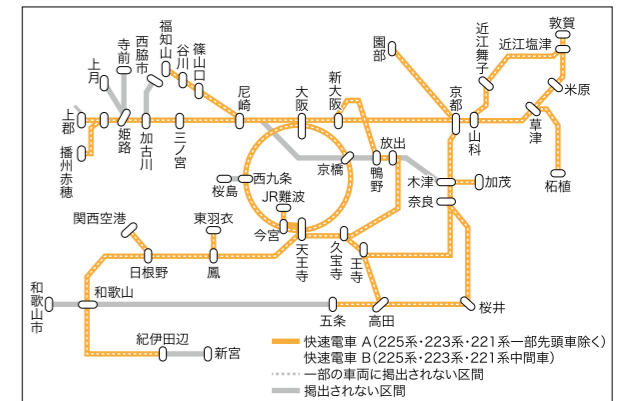 敦賀
近江塩津
近江舞子
園部
福知山
谷川
篠山口
西脇市
寺前
上月
米原
尼崎
大阪
新大阪
京都
山科
草津
上郡
播州赤穂
姫路
加古川
三ノ宮
放出
京橋
鴨野
柘植
木津
加茂
奈良
桜島
西九条
JR難波
今宮
天王寺
久宝寺
王寺
関西空港
東羽衣
日根野
鳳
和歌山市
和歌山
五条
高田
桜井
紀伊田辺
新宮
快速電車 A(225系・223系・221系一部先頭車除く)
快速電車 B(225系・223系・221系中間車)
一部の車両に掲出されない区間
掲出されない区間